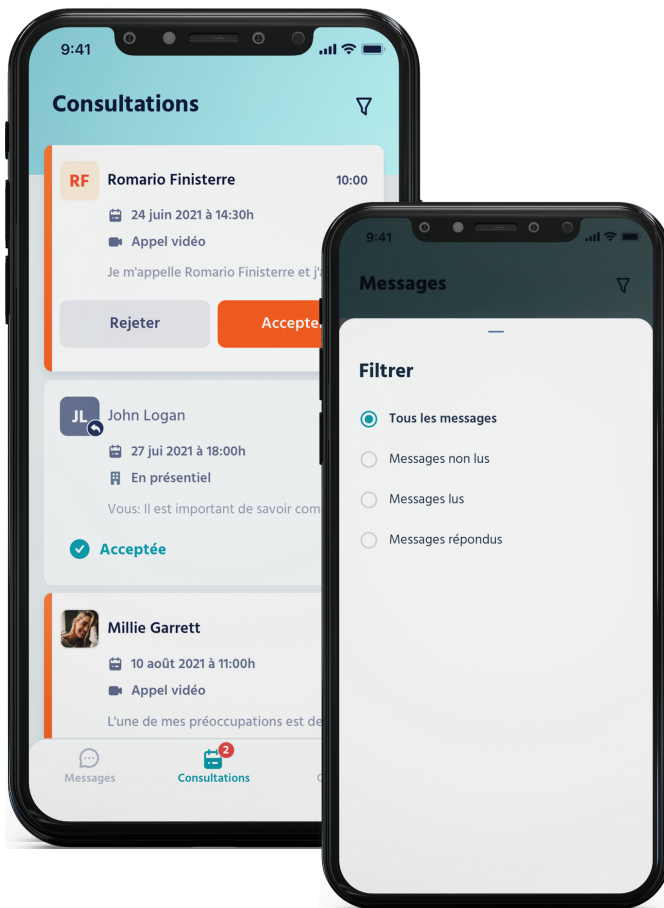 9:41
Consultations
RF
Romario Finisterre
10:00
24 juin 2021 à 14:30h
Appel vidéo
Je m'appelle Romario Finisterre et
Rejeter
JL
John Logan
27 jui 2021 à 18:00h
En présentiel
Vous: Il est important de savoir
Acceptée
Millie Garrett
10 août 2021 à 11:00h
Appel vidéo
L'une de mes préoccupations est de
Messages
2
Consultations
9:41
Messages
Filtrer
Tous les messages
Messages non lus
Messages lus
Messages répondus